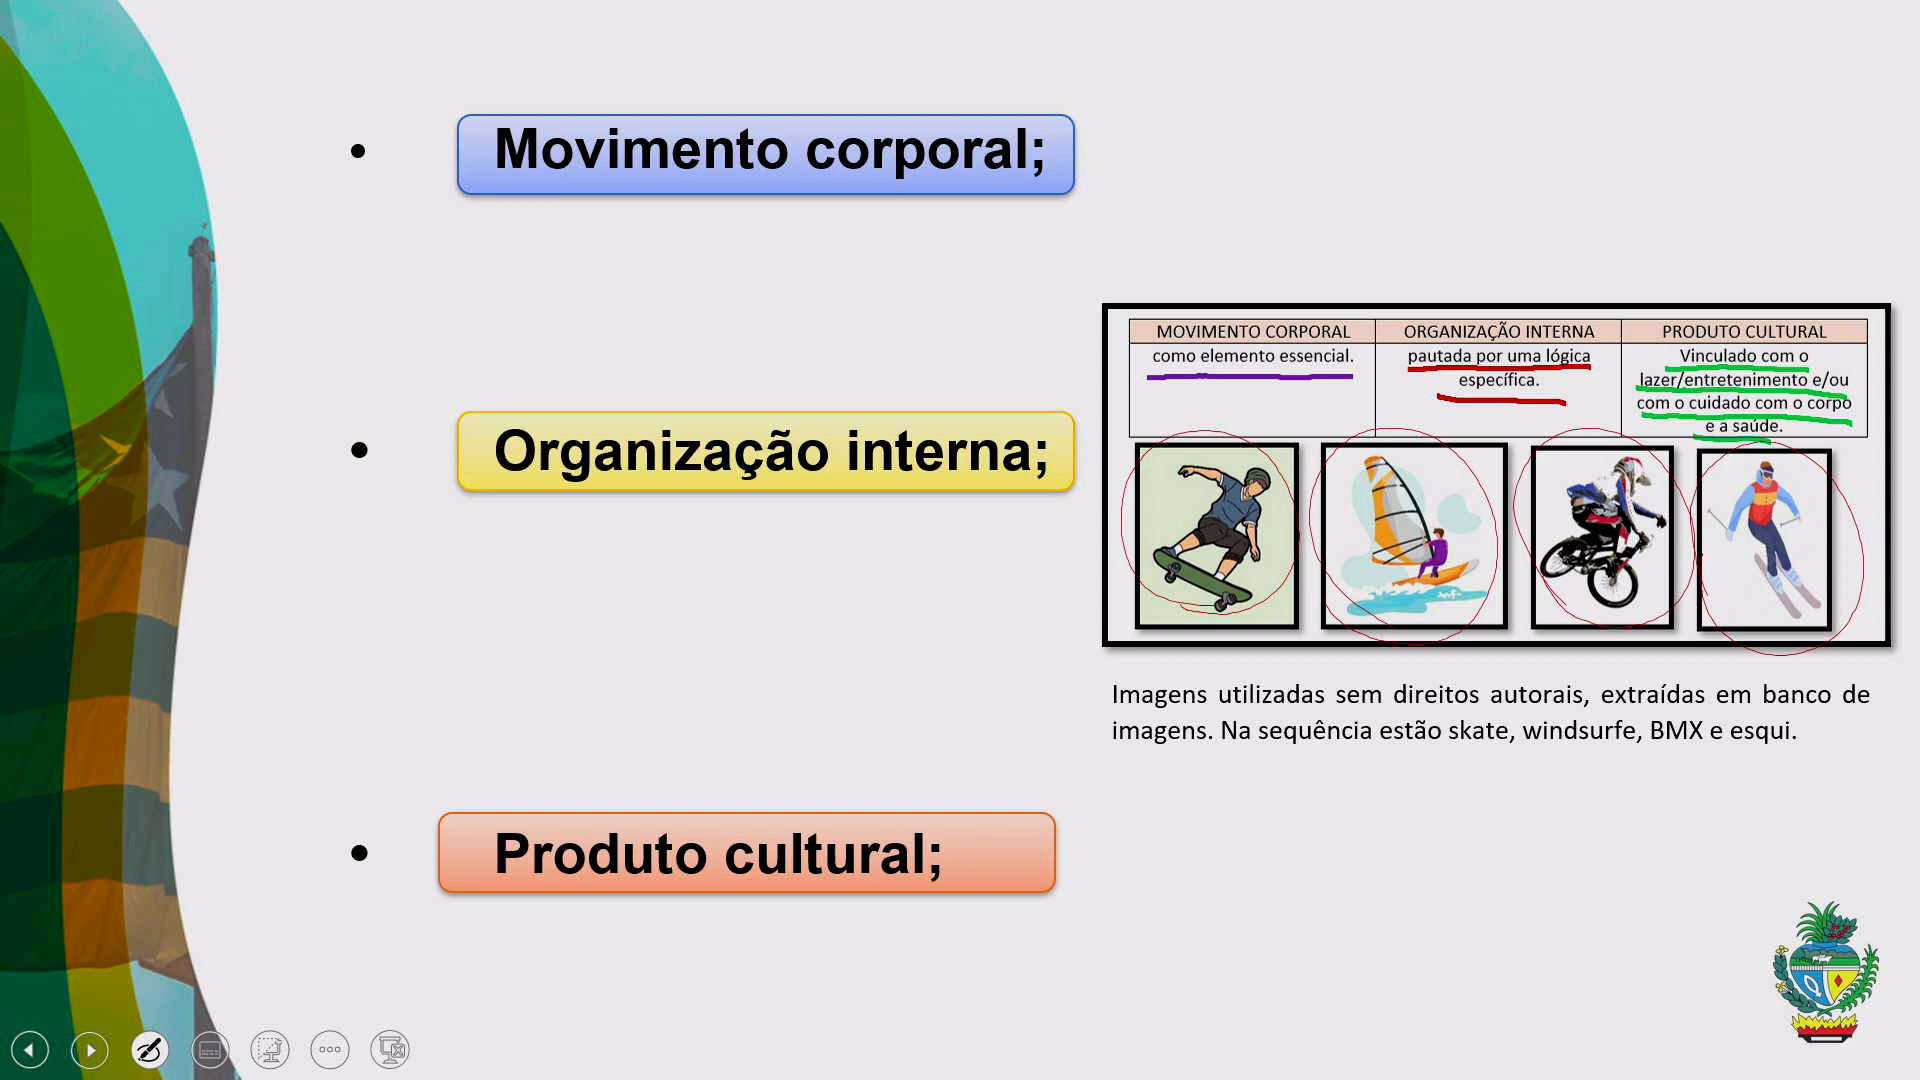 • Movimento corporal;
• Organização interna;
• Produto cultural;
MOVIMENTO CORPORAL
como elemento essencial.
ORGANIZAÇÃO INTERNA
pautada por uma lógica
específica.
PRODUTO CULTURAL
Vinculado com o
lazer/entretenimento e/ou
com o cuidado com o corpo
e a saúde.
Imagens utilizadas sem direitos autorais, extraídas em banco de
imagens. Na sequência estão skate, windsurfe, BMX e esqui.